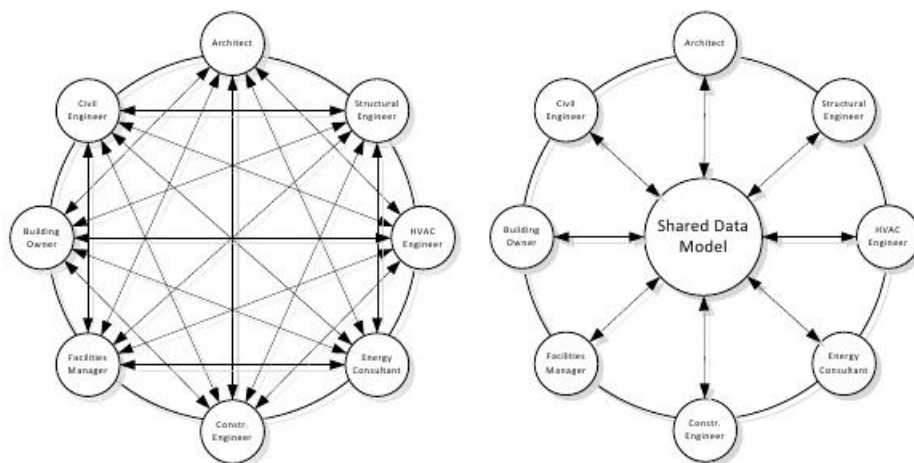 Architect
Civil
Engineer
Structural
Engineer
Building
Owner
HVAC
Engineer
Facilities
Manager
Energy
Consultant
Constr.
Engineer
Architect
Civil
Engineer
Structural
Engineer
Building
Owner
Shared Data
Model
HVAC
Engineer
Facilities
Manager
Energy
Consultant
Constr.
Engineer